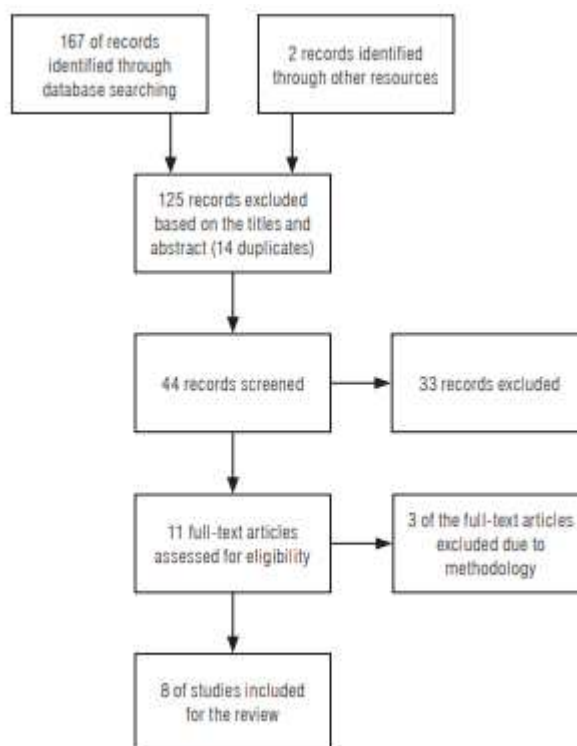 167 of records
identified through
database searching
2 records identified
through other resources
125 records excluded
based on the titles and
abstract (14 duplicates)
44 records screened
33 records excluded
11 full-text articles
assessed for eligibility
3 of the full-text articles
excluded due to
methodology
8 of studies included
for the review